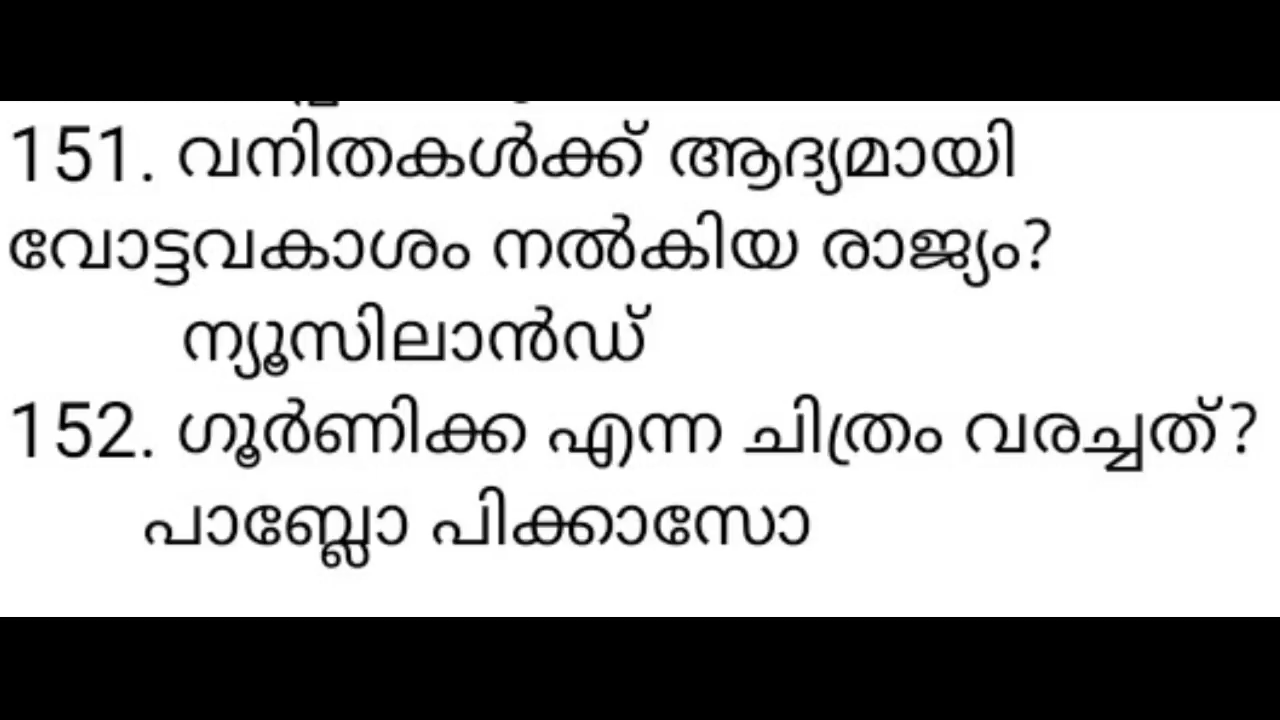 151. വനിതകൾക്ക് ആദ്യമായി
വോട്ടവകാശം നൽകിയ രാജ്യം?
ന്യൂസിലാൻഡ്
152. ഗൂർണിക്ക എന്ന ചിത്രം വരച്ചത്?
പാബ്ലോ പിക്കാസോ